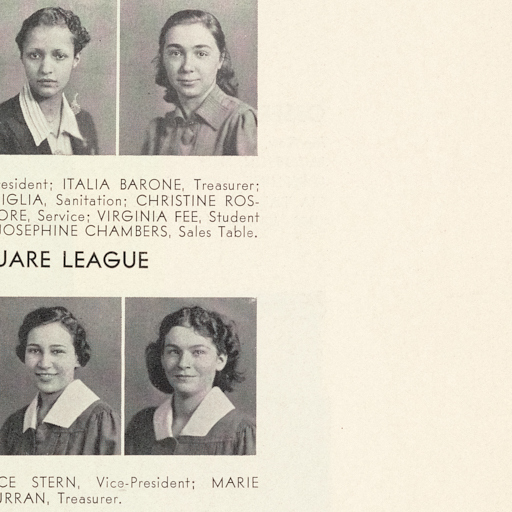 esident; ITALIA BARONE, Treasurer;
IGLIA, Sanitation; CHRISTINE ROS-
ORE, Service; VIRGINIA FEE, Student
JOSEPHINE CHAMBERS, Sales Table.
UARE LEAGUE
CE STERN, Vice-President; MARIE
URRAN, Treasurer.